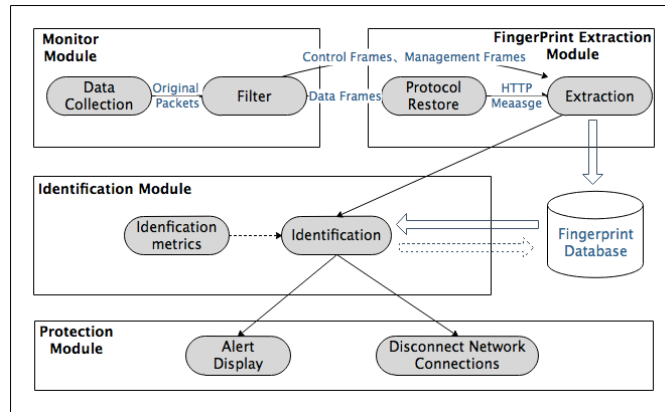 Monitor
Module
FingerPrint Extraction
Module
Control Frames、Management Frames
Data
Collection
Original
Packets
Filter
Data Frames
Protocol
Restore
HTTP
Meaasge
Extraction
Identification Module
Idenfication
metrics
Identification
Fingerprint
Database
Protection
Module
Alert
Display
Disconnect Network
Connections